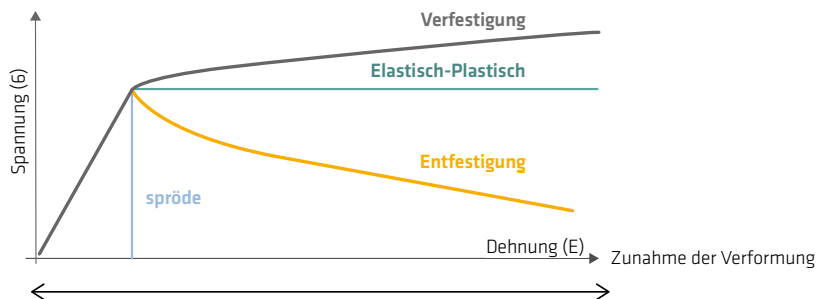 Verfestigung
Elastisch-Plastisch
Spannung (6)
Entfestigung
spröde
Dehnung (E)
Zunahme der Verformung